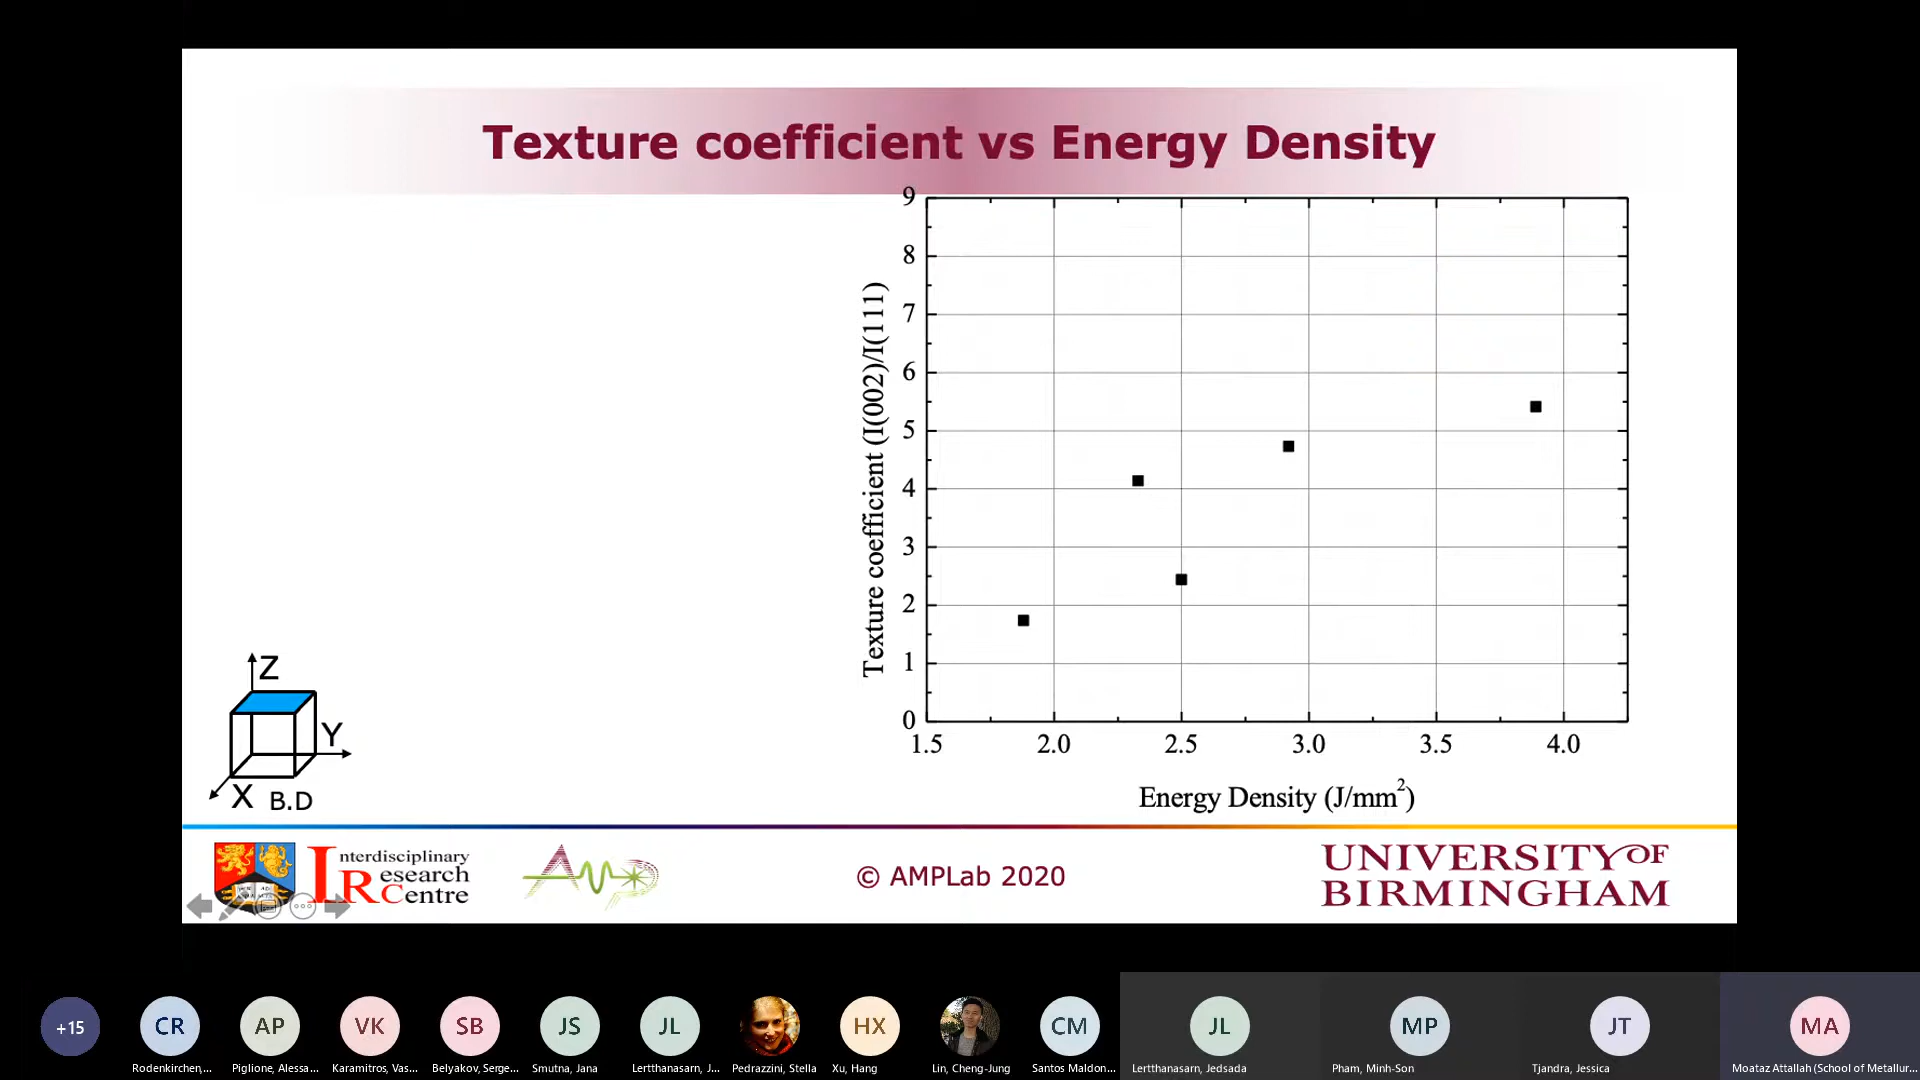 Texture coefficient vs Energy Density
9
8
7
6
5
4
3
2
1
0
Texture coefficient (I(002)/I(111)
1.5 2.0 2.5 3.0 3.5 4.0
Energy Density (J/mm²)
Z
Y
X B.D
Interdisciplinary
Research
Centre
© AMPLab 2020
UNIVERSITY OF
BIRMINGHAM
+15
CR
AP
VK
SB
JS
JL
HX
CM
JL
MP
JT
MA
Rodenkirchen,...
Piglione, Alessa...
Karamitros, Vas...
Belyakov, Serge...
Smutna, Jana
Lertthanasarn, J...
Pedrazzini, Stella
Xu, Hang
Lin, Cheng-Jung
Santos Maldon...
Lertthanasarn, Jedsada
Pham, Minh-Son
Tjandra, Jessica
Moataz Attallah (School of Metallur...